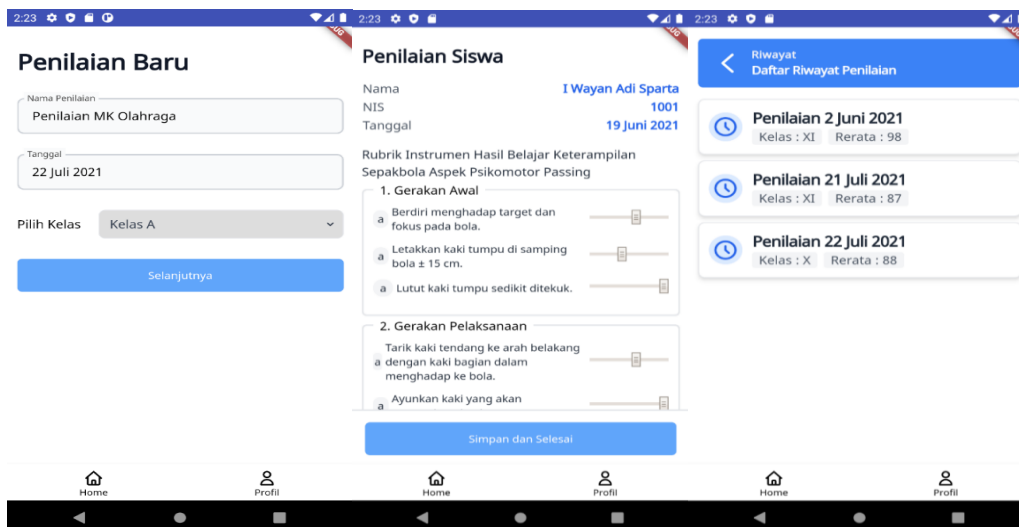 2:23
Penilaian Baru
Nama Penilaian
Penilaian MK Olahraga
Tanggal
22 Juli 2021
Pilih Kelas Kelas A
Selanjutnya
Home Profil
2:23
Penilaian Siswa
Nama I Wayan Adi Sparta
NIS 1001
Tanggal 19 Juni 2021
Rubrik Instrumen Hasil Belajar Keterampilan
Sepakbola Aspek Psikomotor Passing
1. Gerakan Awal
a Berdiri menghadap target dan
fokus pada bola.
a Letakkan kaki tumpu di samping
bola ± 15 cm.
a Lutut kaki tumpu sedikit ditekuk.
2. Gerakan Pelaksanaan
Tarik kaki tendang ke arah belakang
a dengan kaki bagian dalam
menghadap ke bola.
a Ayunkan kaki yang akan
Simpan dan Selesai
Home Profil
2:23
Riwayat
Daftar Riwayat Penilaian
Penilaian 2 Juni 2021
Kelas : XI Rerata : 98
Penilaian 21 Juli 2021
Kelas : XI Rerata : 87
Penilaian 22 Juli 2021
Kelas : X Rerata : 88
Home Profil